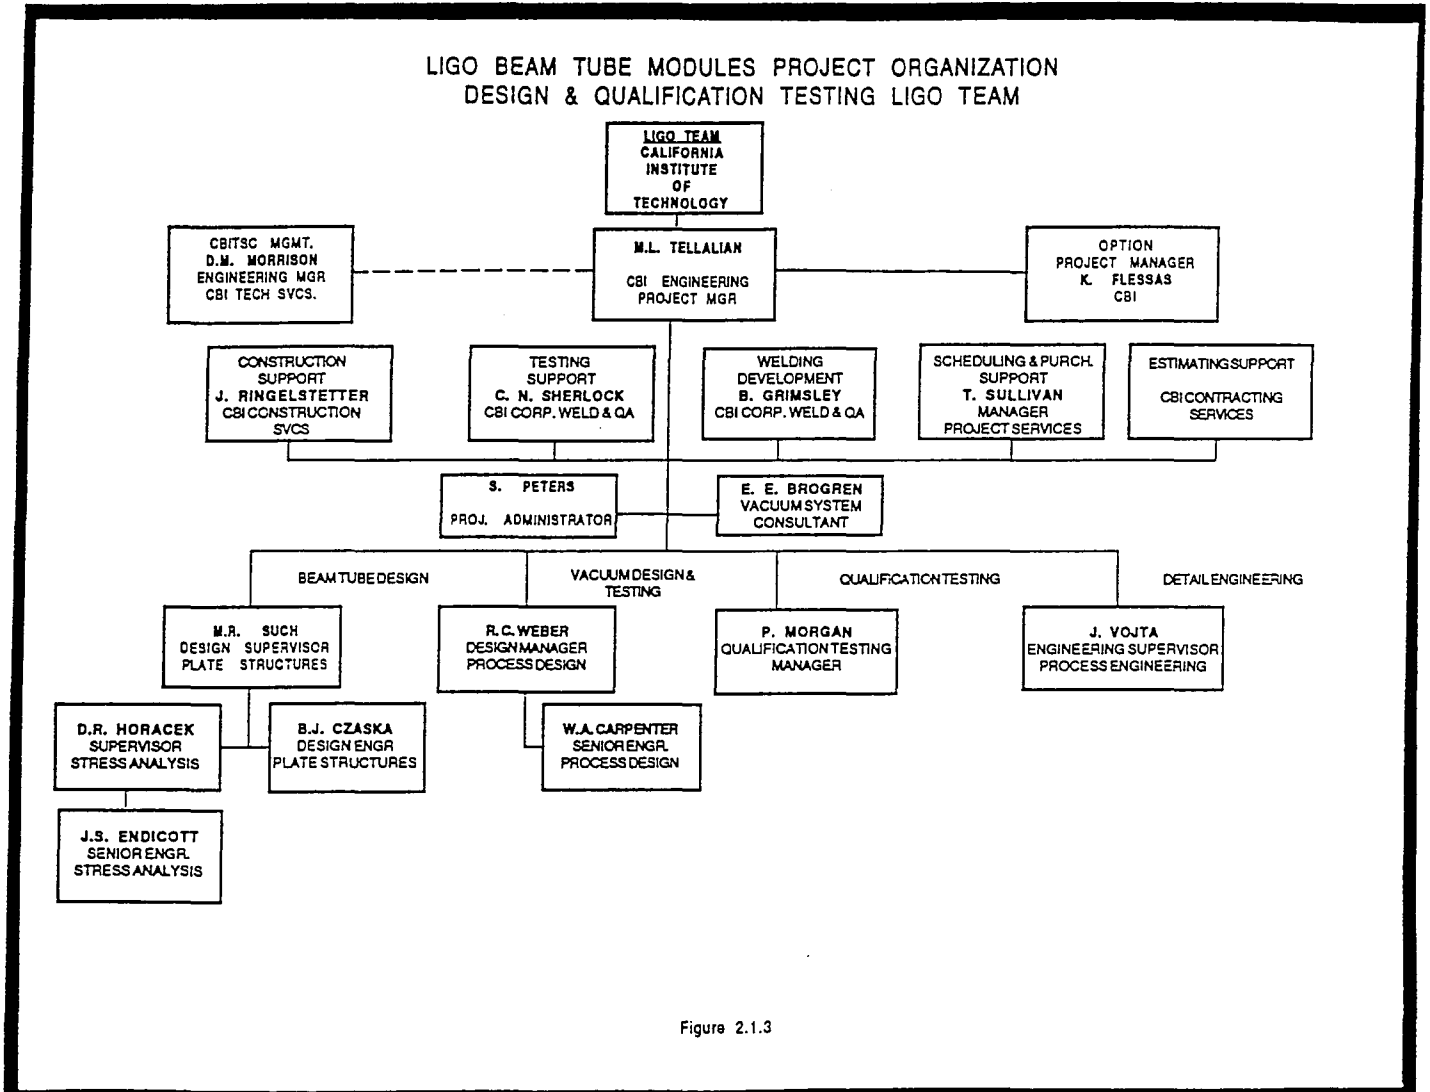 LIGO BEAM TUBE MODULES PROJECT ORGANIZATION
DESIGN & QUALIFICATION TESTING LIGO TEAM
LIGO TEAM
CALIFORNIA
INSTITUTE
OF
TECHNOLOGY
CBITSC MGMT.
D.M. MORRISON
ENGINEERING MGR
CBI TECH SVCS.
M.L. TELLALIAN
CBI ENGINEERING
PROJECT MGR
OPTION
PROJECT MANAGER
K. FLESSAS
CBI
CONSTRUCTION
SUPPORT
J. RINGELSTETTER
CBI CONSTRUCTION
SVCS
TESTING
SUPPORT
C. N. SHERLOCK
CBI CORP. WELD & QA
WELDING
DEVELOPMENT
B. GRIMSLEY
CBI CORP. WELD & QA
SCHEDULING & PURCH.
SUPPORT
T. SULLIVAN
MANAGER
PROJECT SERVICES
ESTIMATING SUPPORT
CBI CONTRACTING
SERVICES
S. PETERS
PROJ. ADMINISTRATOR
E. E. BROGREN
VACUUM SYSTEM
CONSULTANT
BEAM TUBE DESIGN
VACUUM DESIGN &
TESTING
QUALIFICATION TESTING
DETAIL ENGINEERING
M.R. SUCH
DESIGN SUPERVISOR
PLATE STRUCTURES
R.C. WEBER
DESIGN MANAGER
PROCESS DESIGN
P. MORGAN
QUALIFICATION TESTING
MANAGER
J. VOJTA
ENGINEERING SUPERVISOR
PROCESS ENGINEERING
D.R. HORACEK
SUPERVISOR
STRESS ANALYSIS
B.J. CZASKA
DESIGN ENGR
PLATE STRUCTURES
W.A. CARPENTER
SENIOR ENGR.
PROCESS DESIGN
J.S. ENDICOTT
SENIOR ENGR.
STRESS ANALYSIS
Figure 2.1.3